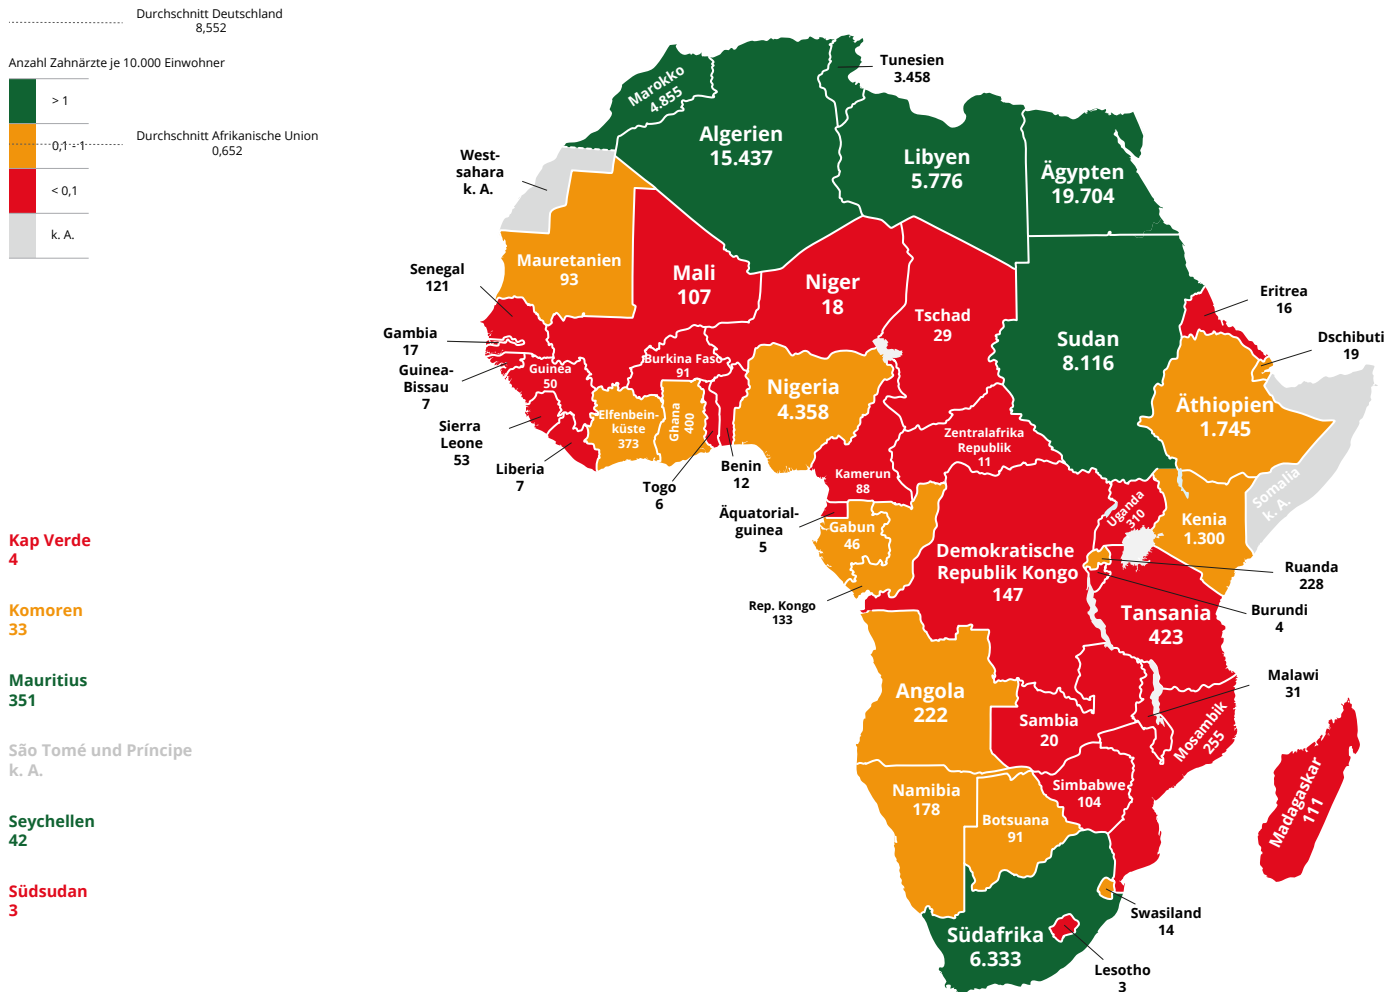 Durchschnitt Deutschland
8,552
Anzahl Zahnärzte je 10.000 Einwohner
> 1
0,1 - 1
Durchschnitt Afrikanische Union
0,652
< 0,1
k. A.
Kap Verde
4
Komoren
33
Mauritius
351
São Tomé und Príncipe
k. A.
Seychellen
42
Südsudan
3
Marokko
4.855
Tunesien
3.458
Algerien
15.437
Libyen
5.776
Ägypten
19.704
West-
sahara
k. A.
Mauretanien
93
Mali
107
Niger
18
Tschad
29
Sudan
8.116
Eritrea
16
Dschibuti
19
Senegal
121
Gambia
17
Guinea-
Bissau
7
Guinea
50
Sierra
Leone
53
Liberia
7
Burkina Faso
91
Elfenbein-
küste
373
Ghana
400
Togo
6
Benin
12
Nigeria
4.358
Äthiopien
1.745
Zentralafrika
Republik
11
Kamerun
88
Äquatorial-
guinea
5
Gabun
46
Rep. Kongo
133
Demokratische
Republik Kongo
147
Uganda
310
Kenia
1.300
Somalia
k. A.
Ruanda
228
Burundi
4
Tansania
423
Malawi
31
Angola
222
Sambia
20
Mosambik
255
Madagaskar
111
Simbabwe
104
Namibia
178
Botsuana
91
Swasiland
14
Südafrika
6.333
Lesotho
3